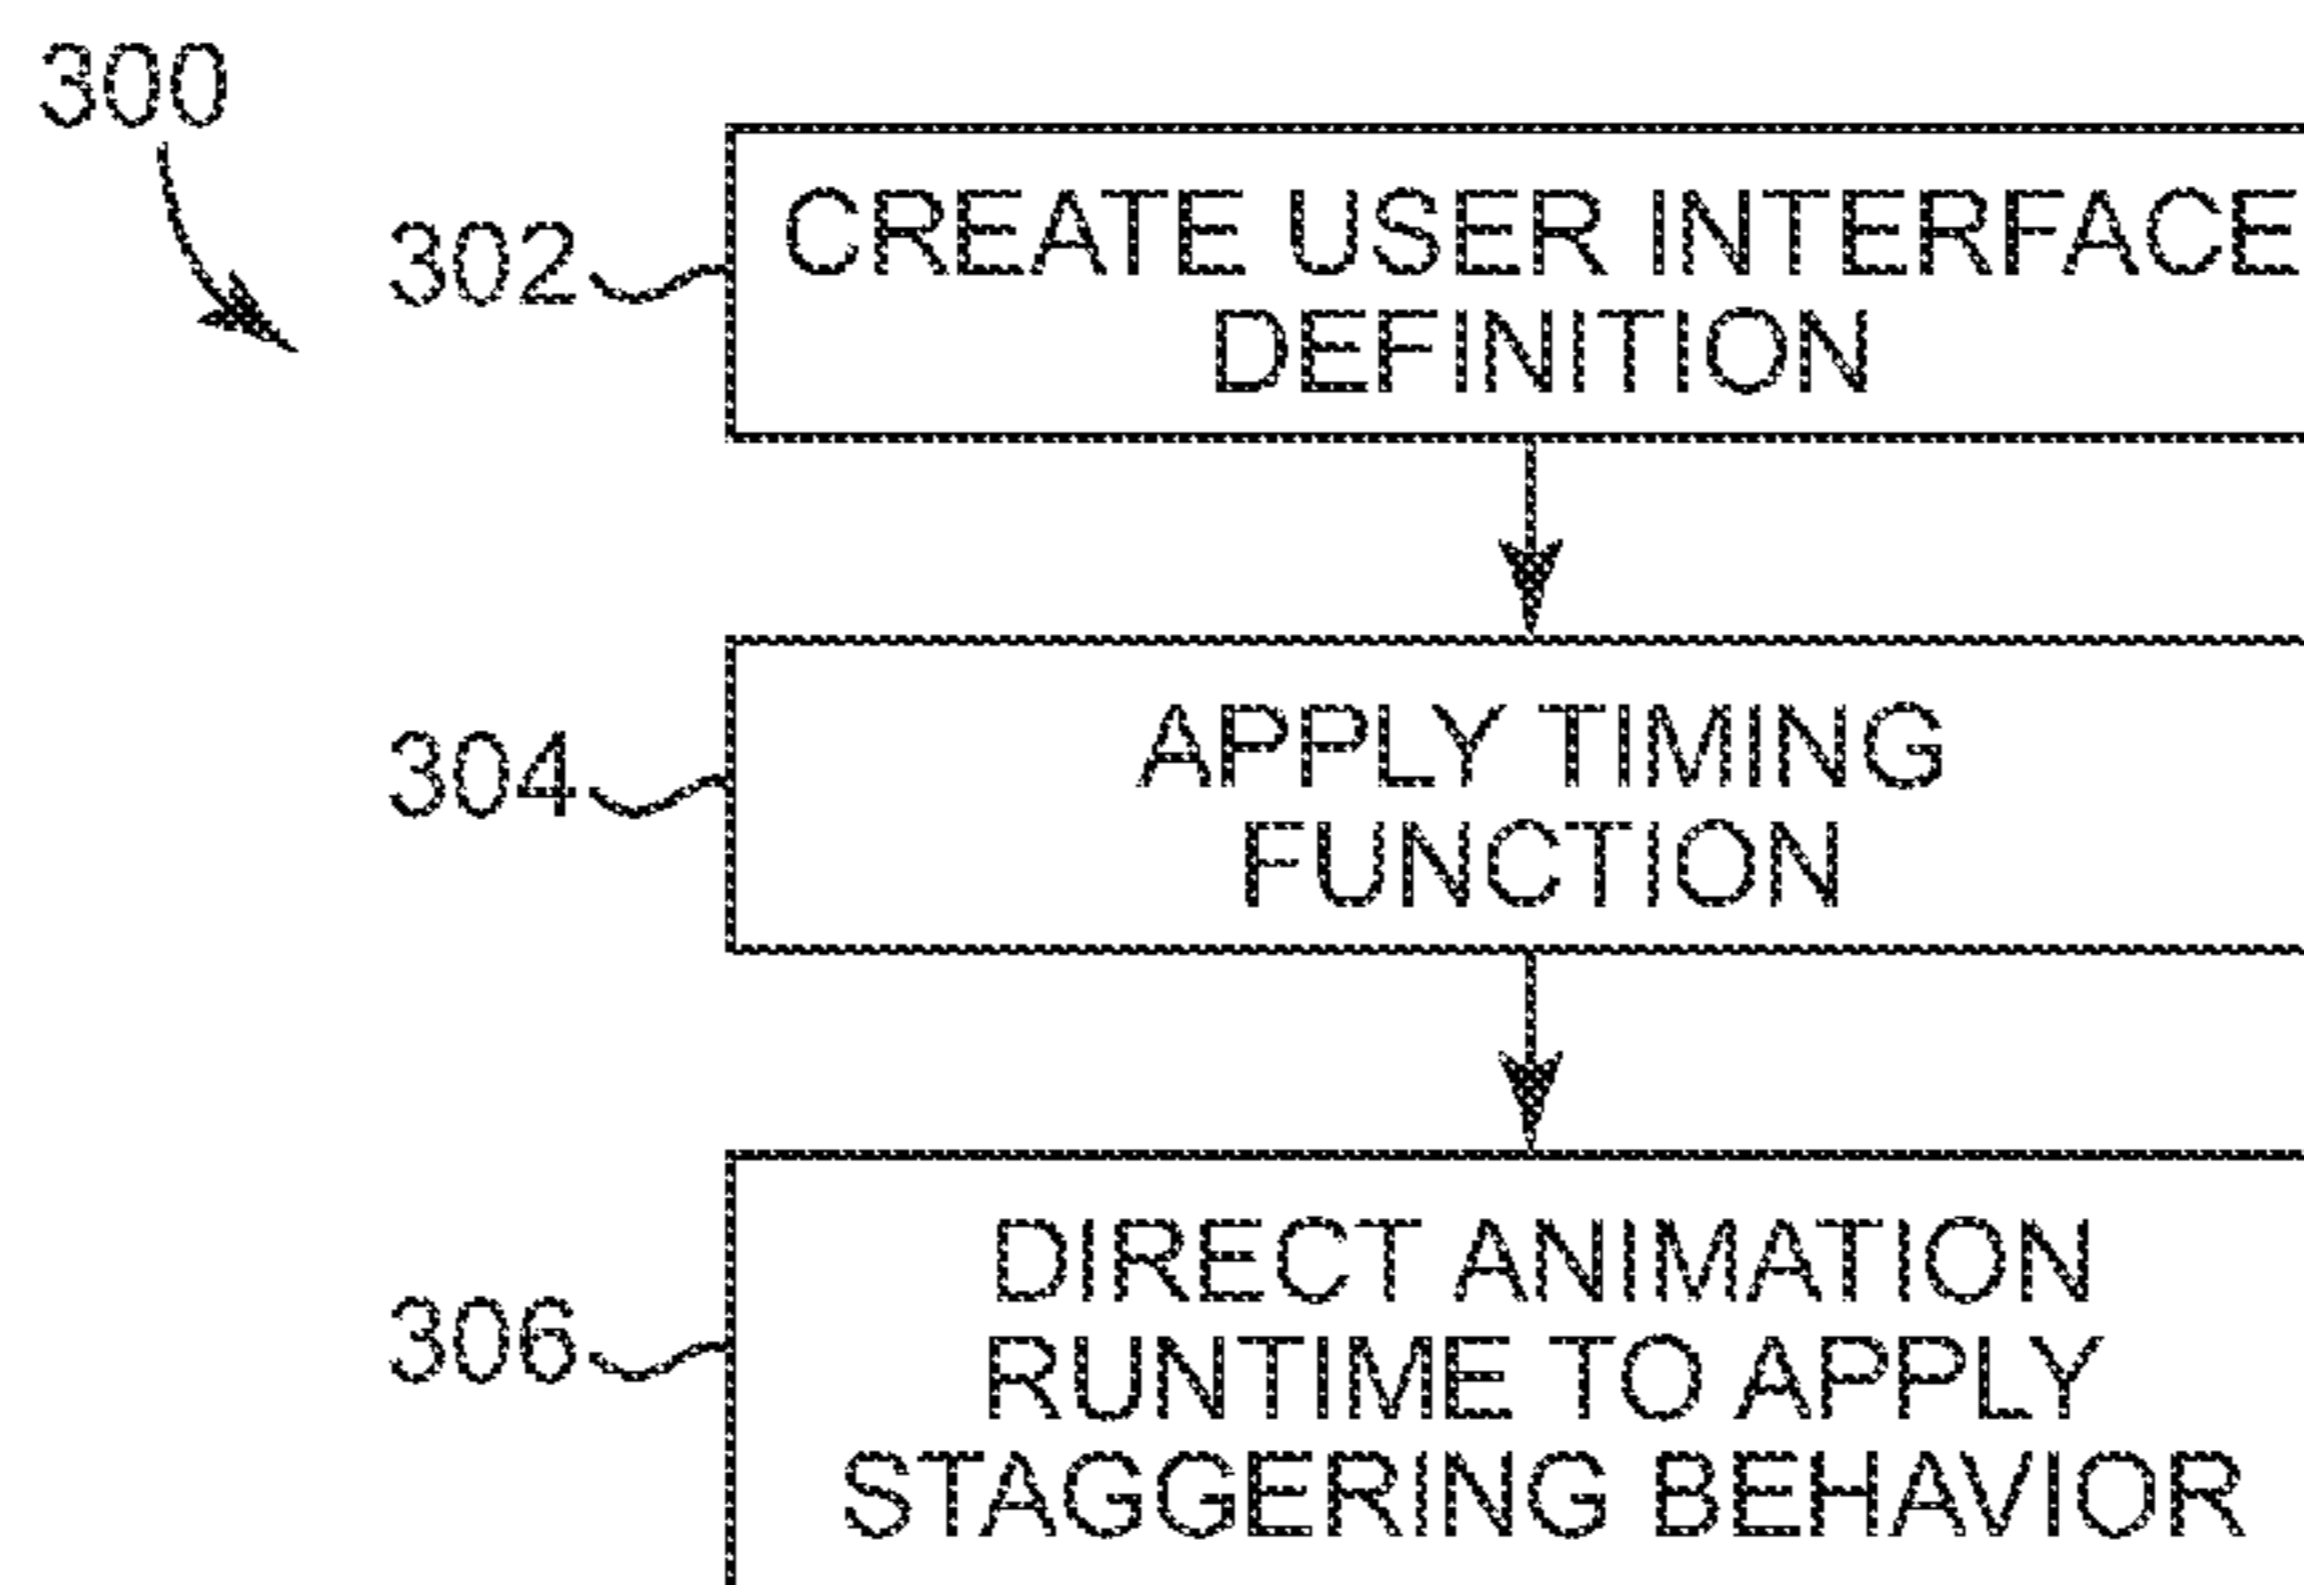 300
302
CREATE USER INTERFACE
DEFINITION
304
APPLY TIMING
FUNCTION
306
DIRECT ANIMATION
RUNTIME TO APPLY
STAGGERING BEHAVIOR